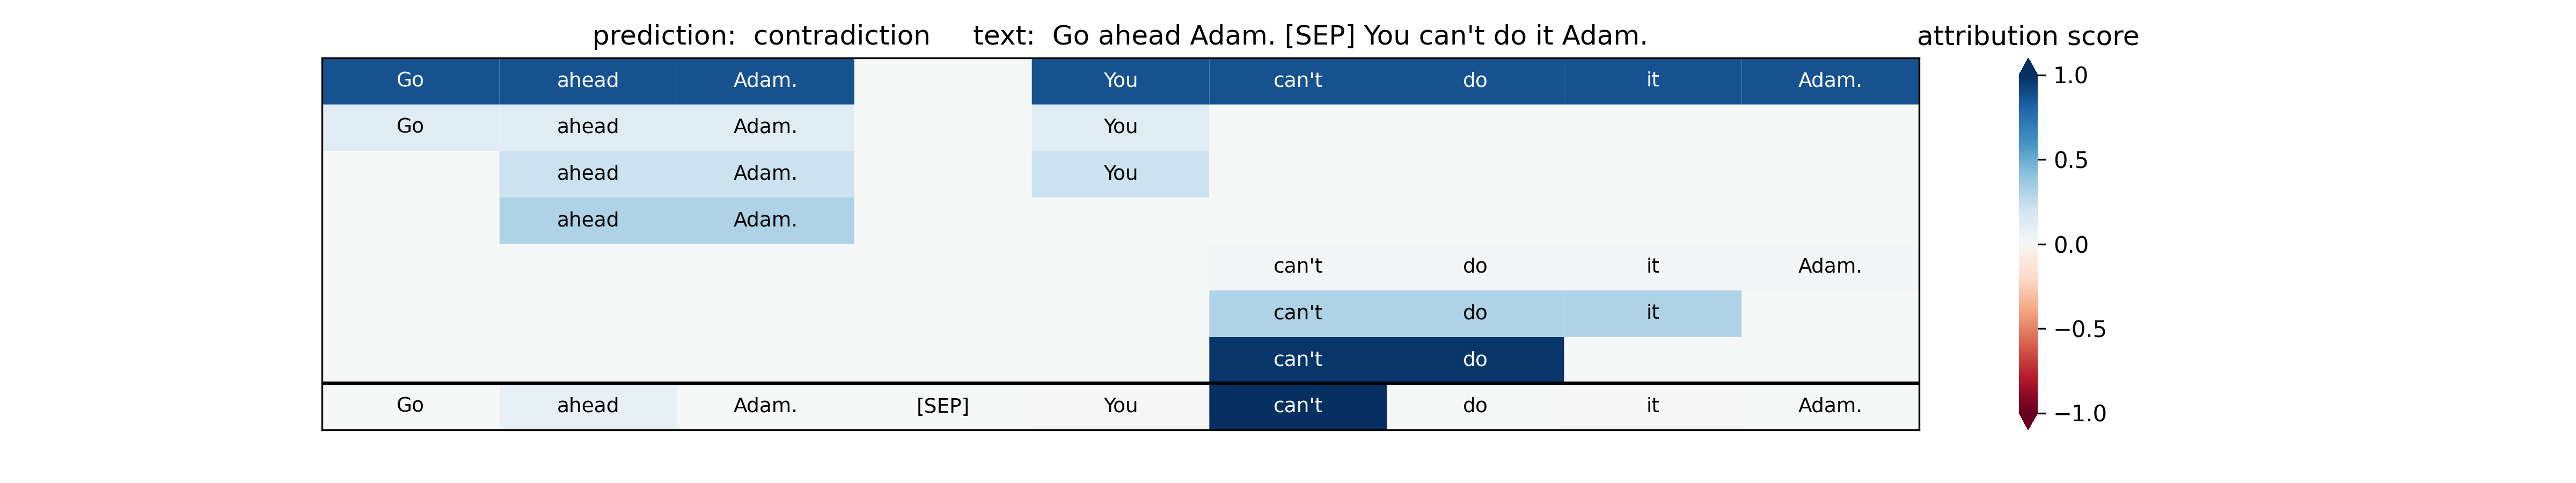 prediction:  contradiction     text:  Go ahead Adam. [SEP] You can't do it Adam.
attribution score
Go ahead Adam. You can't do it Adam.
Go ahead Adam. You
ahead Adam. You
ahead Adam.
can't do it Adam.
can't do it
can't do
Go ahead Adam. [SEP] You can't do it Adam.
1.0
0.5
0.0
−0.5
−1.0